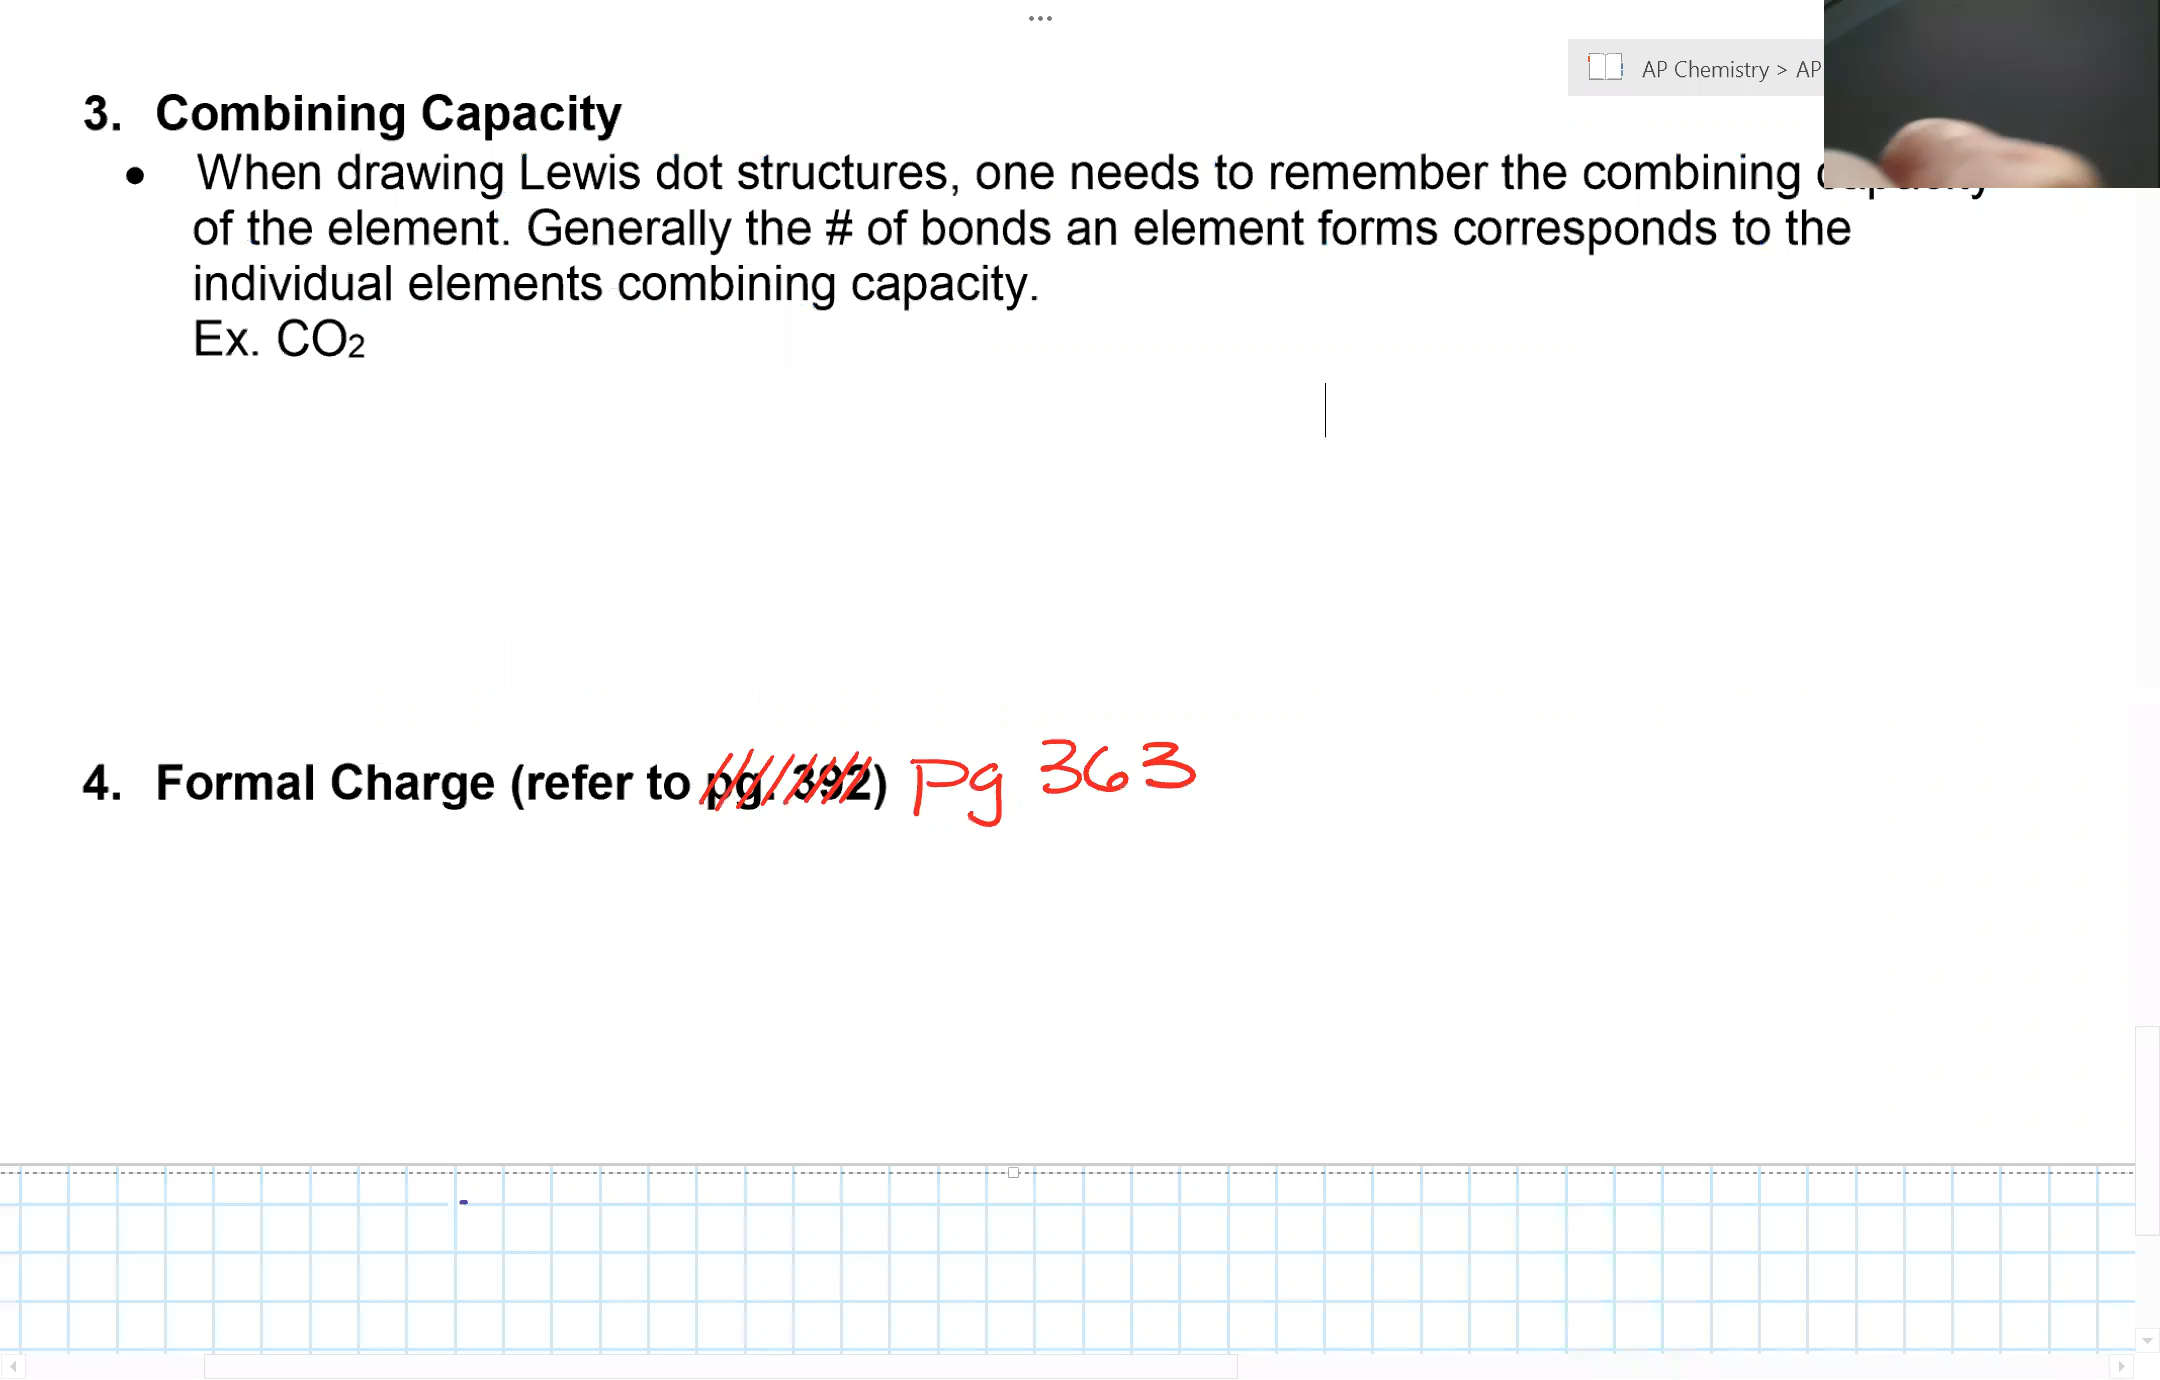 AP Chemistry > AP
3. Combining Capacity
• When drawing Lewis dot structures, one needs to remember the combining
of the element. Generally the # of bonds an element forms corresponds to the
individual elements combining capacity.
Ex. CO₂
4. Formal Charge (refer to pg. 392) pg 363